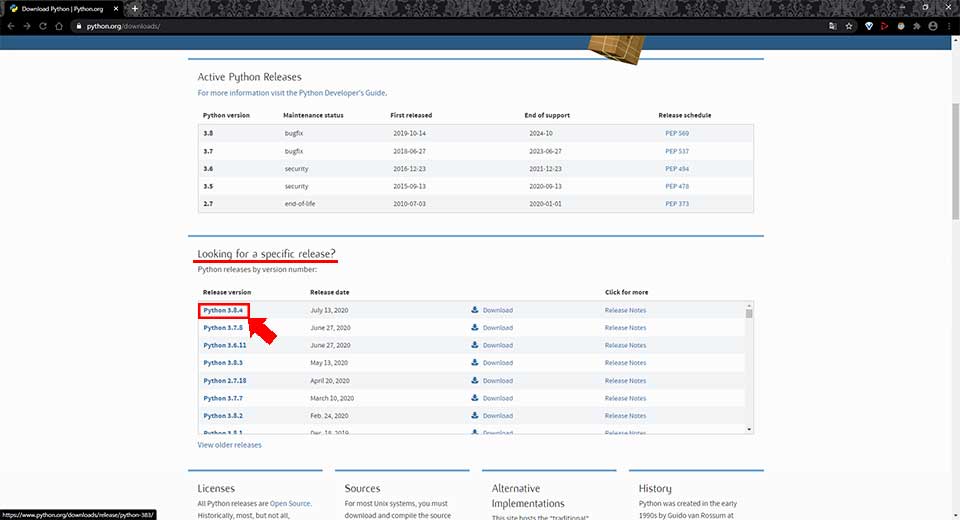 Download Python | Python.org
python.org/downloads/
Active Python Releases
For more information visit the Python Developer's Guide.
Python version Maintenance status First released End of support Release schedule
3.8 bugfix 2019-10-14 2024-10 PEP 569
3.7 bugfix 2018-06-27 2023-06-27 PEP 537
3.6 security 2016-12-23 2021-12-23 PEP 494
3.5 security 2015-09-13 2020-09-13 PEP 478
2.7 end-of-life 2010-07-03 2020-01-01 PEP 373
Looking for a specific release?
Python releases by version number:
Release version Release date Click for more
Python 3.8.4 July 13, 2020 Download Release Notes
Python 3.7.8 June 27, 2020 Download Release Notes
Python 3.6.11 June 27, 2020 Download Release Notes
Python 3.8.3 May 13, 2020 Download Release Notes
Python 2.7.18 April 20, 2020 Download Release Notes
Python 3.7.7 March 10, 2020 Download Release Notes
Python 3.8.2 Feb. 24, 2020 Download Release Notes
Python 3.8.1 Dec. 18, 2019 Download Release Notes
View older releases
Licenses
All Python releases are Open Source.
Historically, most, but not all,
Sources
For most Unix systems, you must
download and compile the source
Alternative
Implementations
This site hosts the "traditional"
History
Python was created in the early
1990s by Guido van Rossum at
https://www.python.org/downloads/release/python-383/